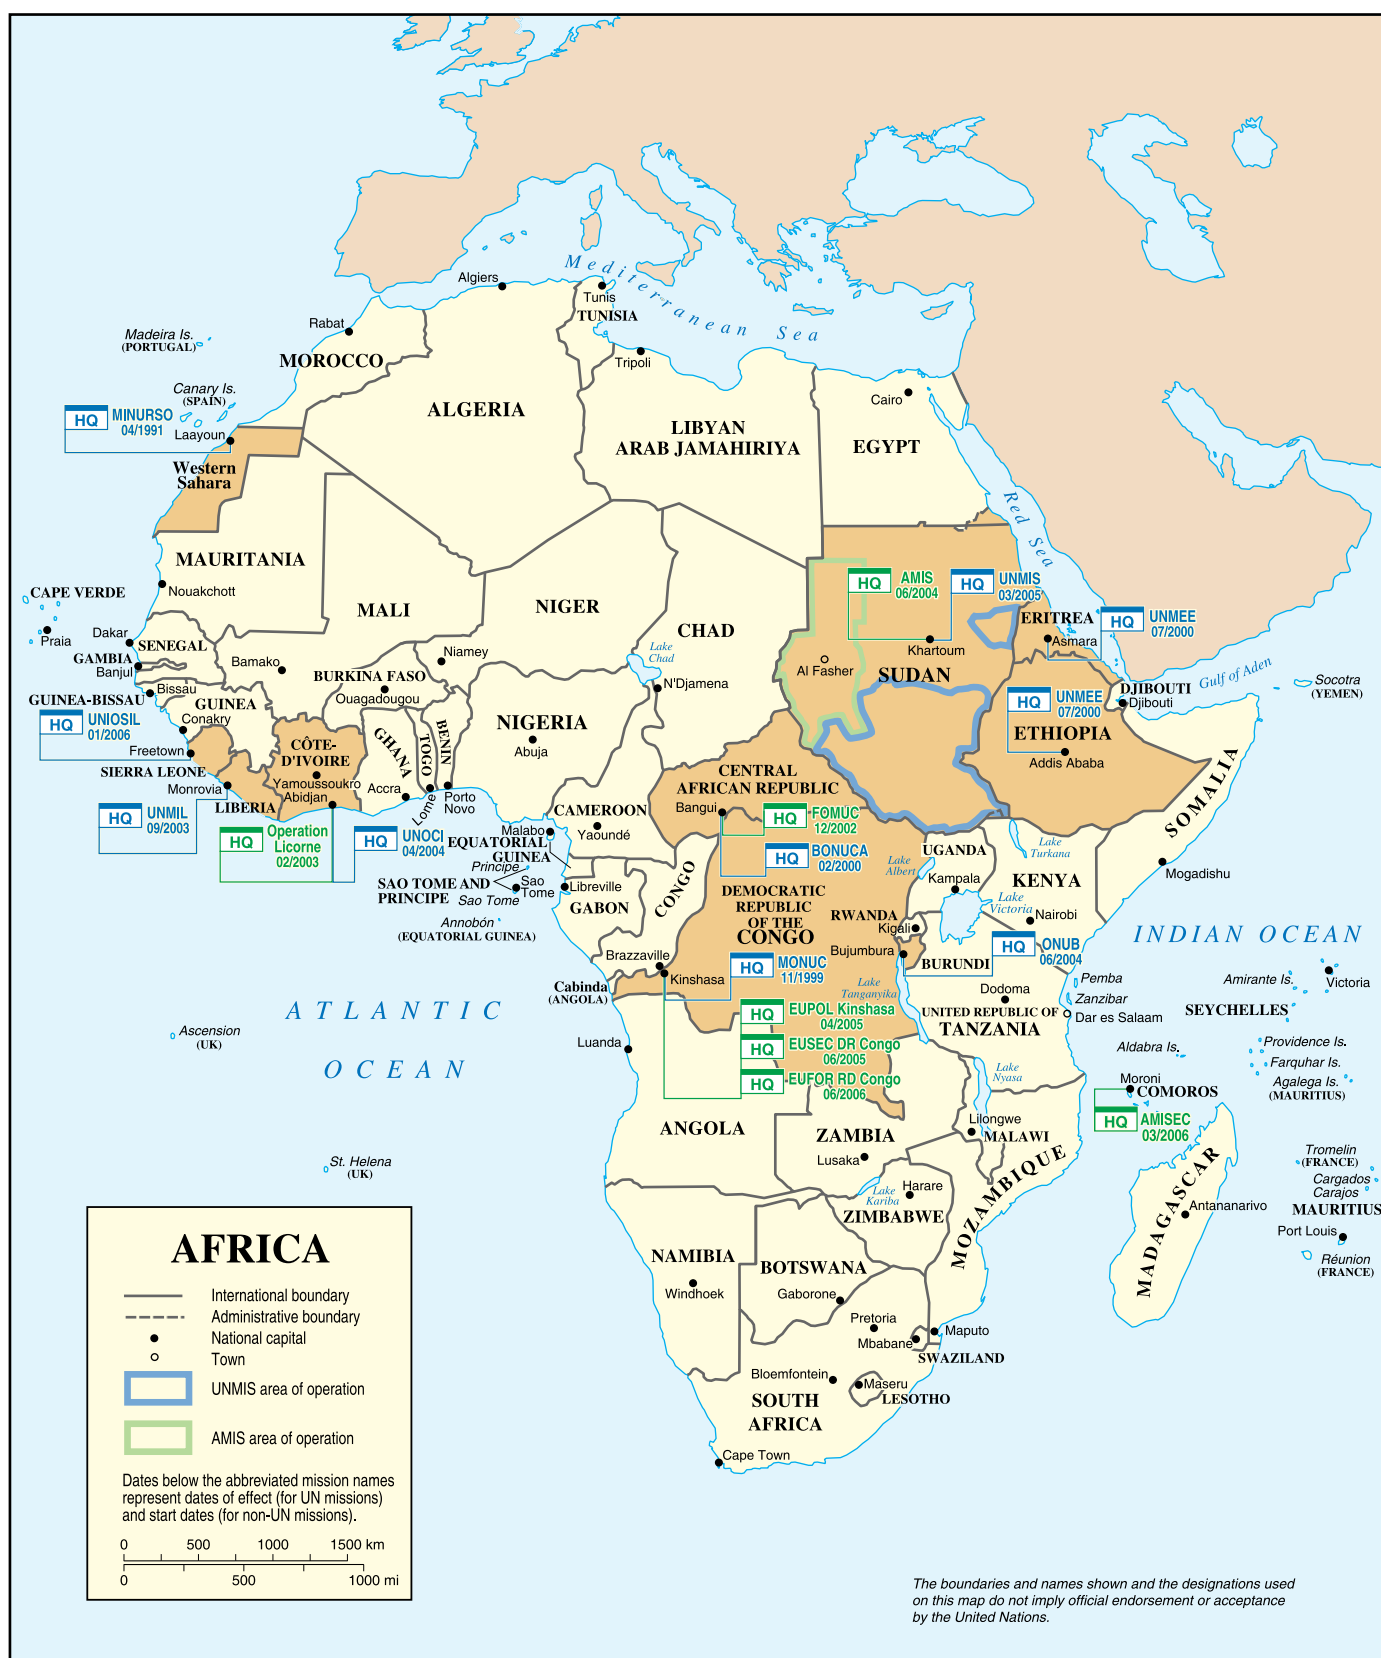 Algiers
Mediterranean Sea
Tunis
TUNISIA
Rabat
Madeira Is.
(PORTUGAL)
MOROCCO
Tripoli
Canary Is.
(SPAIN)
Cairo
HQ
MINURSO
04/1991
Laayoun
ALGERIA
LIBYAN
ARAB JAMAHIRIYA
EGYPT
Western
Sahara
Red Sea
MAURITANIA
Nouakchott
CAPE VERDE
Praia
MALI
NIGER
CHAD
HQ
AMIS
06/2004
HQ
UNMIS
03/2005
ERITREA
Asmara
HQ
UNMEE
07/2000
Dakar
SENEGAL
GAMBIA
Banjul
Bamako
Niamey
Lake
Chad
Khartoum
Al Fasher
SUDAN
BURKINA FASO
Ouagadougou
N'Djamena
Gulf of Aden
Socotra
(YEMEN)
Bissau
GUINEA-BISSAU
GUINEA
Conakry
HQ
UNMEE
07/2000
DJIBOUTI
Djibouti
HQ
UNIOSIL
01/2006
NIGERIA
Abuja
BENIN
TOGO
GHANA
ETHIOPIA
Addis Ababa
Freetown
SIERRA LEONE
CÔTE-
D'IVOIRE
Yamoussoukro
Abidjan
Monrovia
LIBERIA
Accra
Lome
Porto
Novo
CENTRAL
AFRICAN REPUBLIC
Bangui
SOMALIA
HQ
UNMIL
09/2003
HQ
Operation
Licorne
02/2003
HQ
UNOCI
04/2004
CAMEROON
Yaoundé
Malabo
EQUATORIAL
GUINEA
HQ
FOMUC
12/2002
HQ
BONUCA
02/2000
UGANDA
Lake
Turkana
Lake
Albert
Kampala
KENYA
Mogadishu
Principe
SAO TOME AND
PRINCIPE
Sao
Tome
Sao Tome
Libreville
GABON
CONGO
DEMOCRATIC
REPUBLIC
OF THE
CONGO
Lake
Victoria
Nairobi
RWANDA
Kigali
Annobón
(EQUATORIAL GUINEA)
Bujumbura
BURUNDI
HQ
ONUB
06/2004
INDIAN OCEAN
Brazzaville
Kinshasa
HQ
MONUC
11/1999
Cabinda
(ANGOLA)
Lake
Tanganyika
Dodoma
UNITED REPUBLIC OF
TANZANIA
Pemba
Zanzibar
Dar es Salaam
Amirante Is.
Victoria
SEYCHELLES
ATLANTIC
OCEAN
Ascension
(UK)
HQ
EUPOL Kinshasa
04/2005
HQ
EUSEC DR Congo
06/2005
HQ
EUFOR RD Congo
06/2006
Luanda
Aldabra Is.
Providence Is.
Farquhar Is.
Agalega Is.
(MAURITIUS)
Lake
Nyasa
Moroni
COMOROS
HQ
AMISEC
03/2006
ANGOLA
ZAMBIA
Lusaka
Lilongwe
MALAWI
MOZAMBIQUE
St. Helena
(UK)
Tromelin
(FRANCE)
Cargados
Carajos
MAURITIUS
Port Louis
Réunion
(FRANCE)
Lake
Kariba
Harare
ZIMBABWE
MADAGASCAR
Antananarivo
NAMIBIA
Windhoek
BOTSWANA
Gaborone
Pretoria
Mbabane
Maputo
SWAZILAND
Bloemfontein
Maseru
LESOTHO
SOUTH
AFRICA
Cape Town
AFRICA
International boundary
Administrative boundary
National capital
Town
UNMIS area of operation
AMIS area of operation
Dates below the abbreviated mission names
represent dates of effect (for UN missions)
and start dates (for non-UN missions).
0 500 1000 1500 km
0 500 1000 mi
The boundaries and names shown and the designations used
on this map do not imply official endorsement or acceptance
by the United Nations.